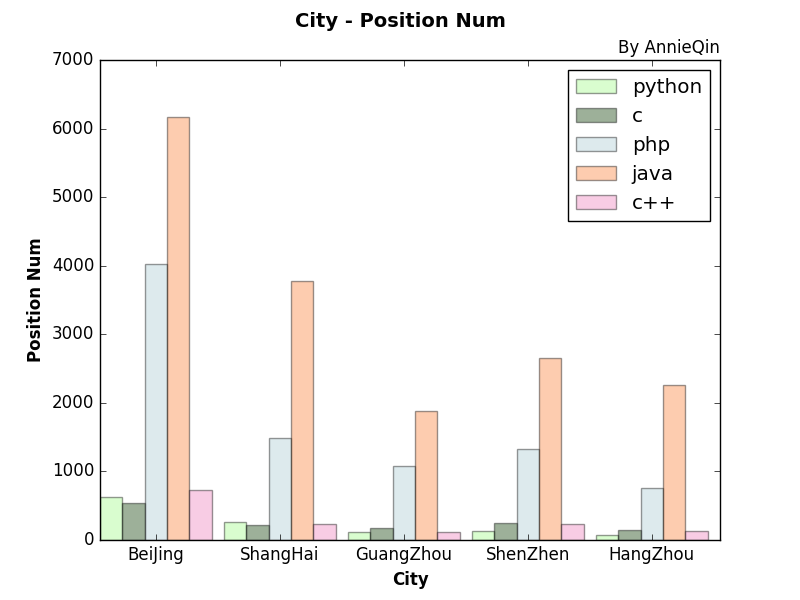 City - Position Num
By AnnieQin
7000
6000
5000
4000
3000
2000
1000
0
Position Num
python
c
php
java
c++
BeiJing ShangHai GuangZhou ShenZhen HangZhou
City